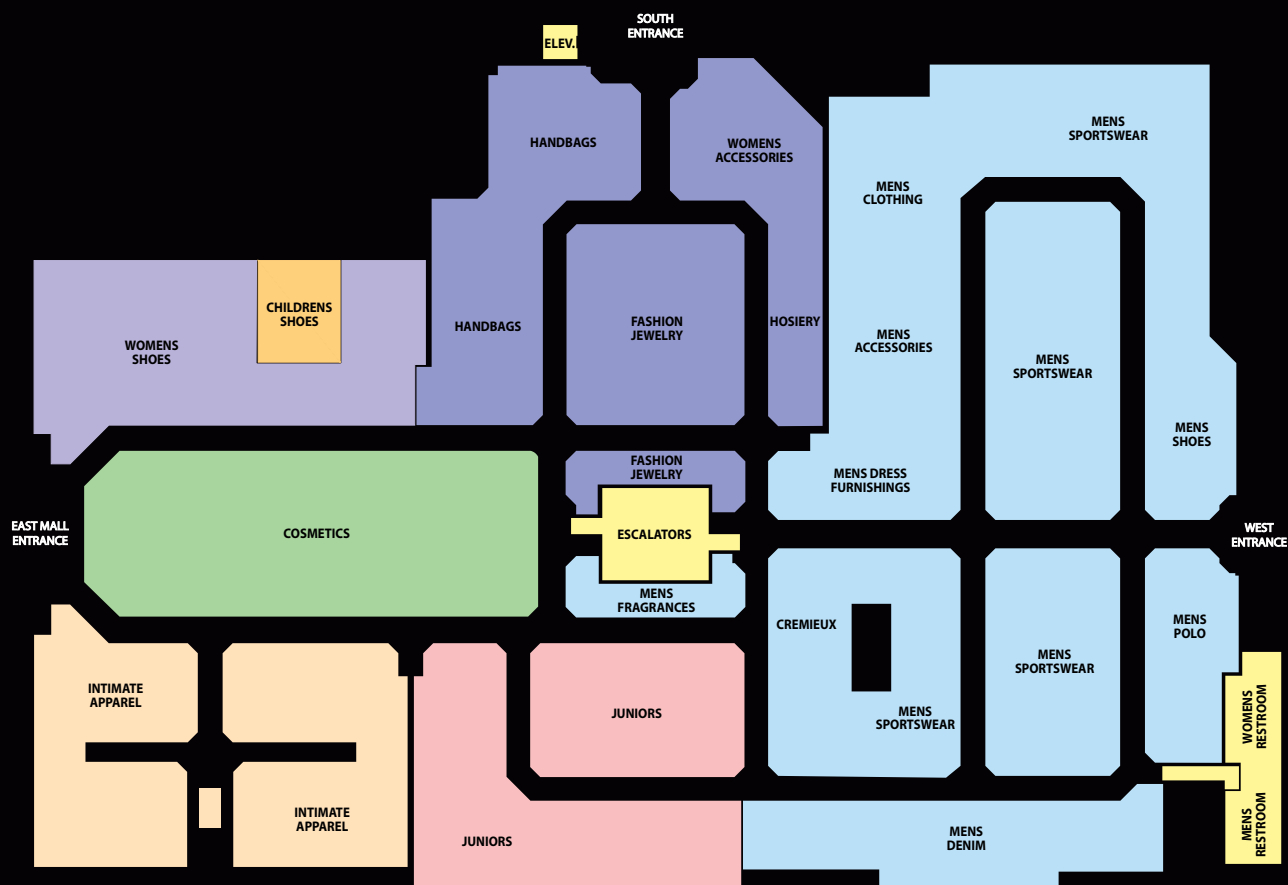 SOUTH
ENTRANCE
ELEV.
HANDBAGS
WOMENS
ACCESSORIES
MENS
SPORTSWEAR
MENS
CLOTHING
CHILDRENS
SHOES
WOMENS
SHOES
HANDBAGS
FASHION
JEWELRY
HOSIERY
MENS
ACCESSORIES
MENS
SPORTSWEAR
MENS
SHOES
FASHION
JEWELRY
MENS DRESS
FURNISHINGS
EAST MALL
ENTRANCE
COSMETICS
ESCALATORS
WEST
ENTRANCE
MENS
FRAGRANCES
CREMIEUX
MENS
POLO
MENS
SPORTSWEAR
INTIMATE
APPAREL
JUNIORS
MENS
SPORTSWEAR
WOMENS
RESTROOM
INTIMATE
APPAREL
JUNIORS
MENS
DENIM
MENS
RESTROOM